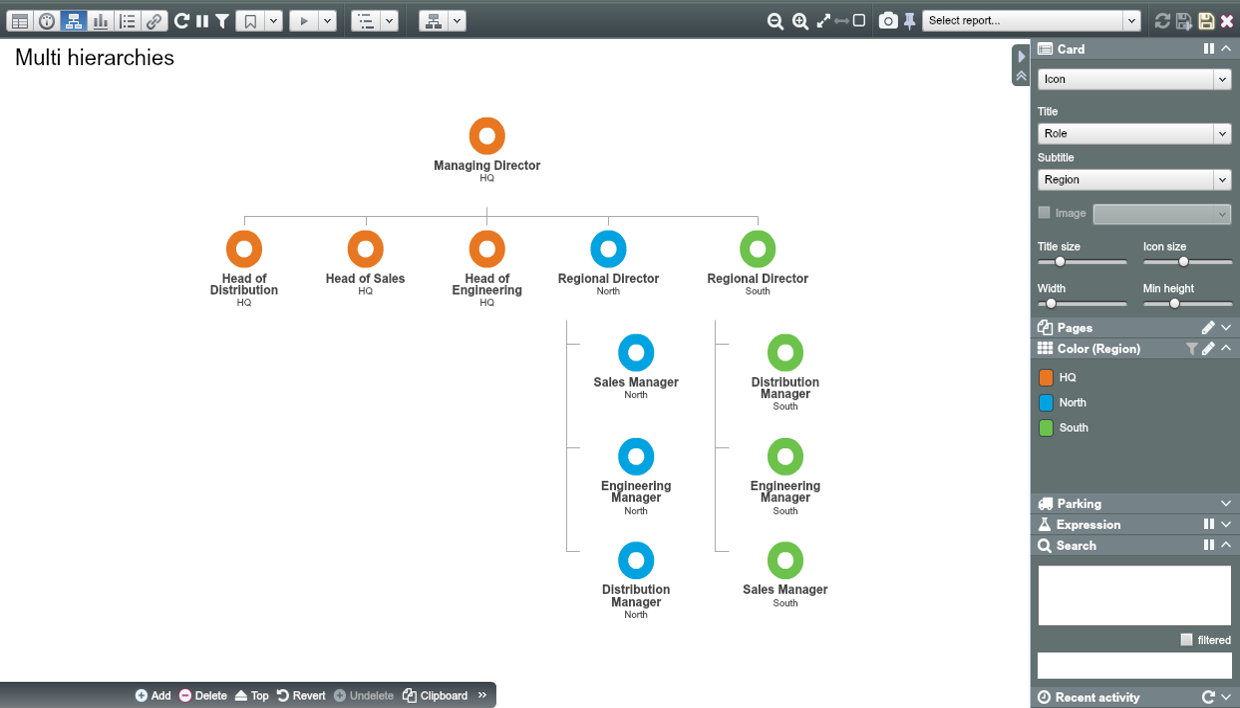 Select report...
Multi hierarchies
Managing Director
HQ
Head of
Distribution
HQ
Head of Sales
HQ
Head of
Engineering
HQ
Regional Director
North
Regional Director
South
Sales Manager
North
Distribution
Manager
South
Engineering
Manager
North
Engineering
Manager
South
Distribution
Manager
North
Sales Manager
South
Card
Icon
Title
Role
Subtitle
Region
Image
Title size
Icon size
Width
Min height
Pages
Color (Region)
HQ
North
South
Parking
Expression
Search
filtered
Recent activity
Add
Delete
Top
Revert
Undelete
Clipboard